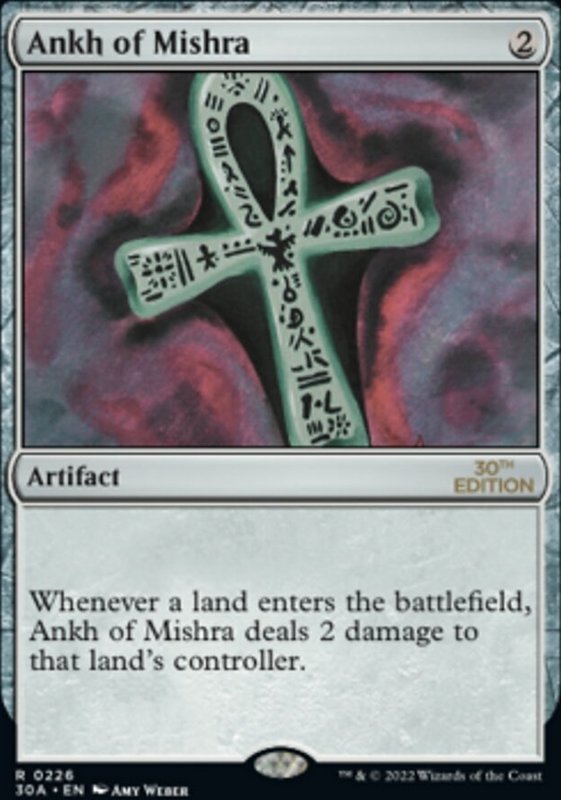 Ankh of Mishra 2
Artifact
30TH
EDITION
Whenever a land enters the battlefield,
Ankh of Mishra deals 2 damage to
that land's controller.
R 0226
30A • EN AMY WEBER
™ & © 2022 Wizards of the Coast